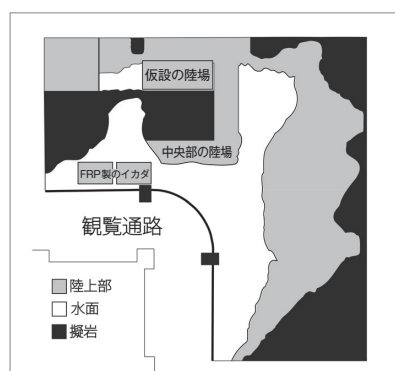 仮設の陸場
中央部の陸場
FRP製のイカダ
観覧通路
陸上部
水面
擬岩